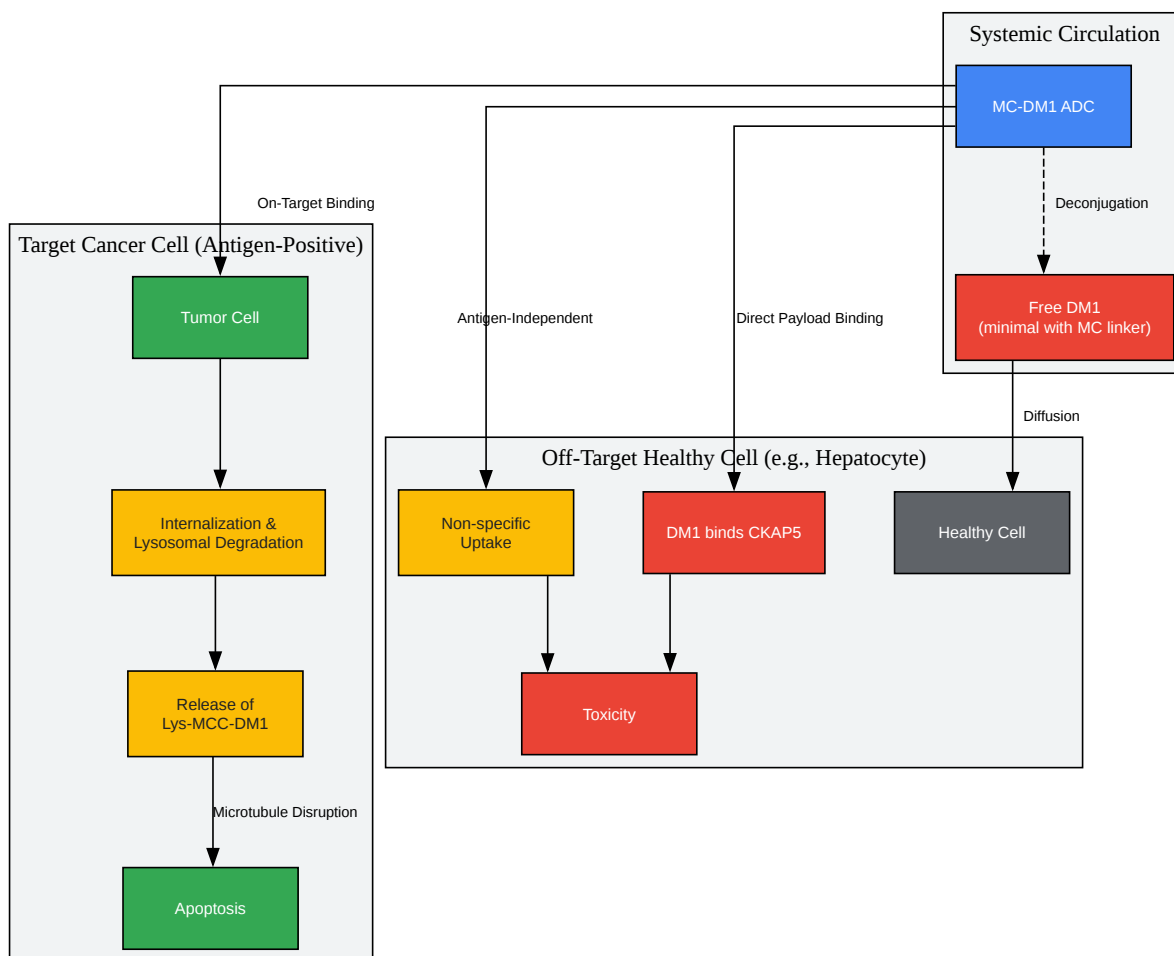 Systemic Circulation
MC-DM1 ADC
On-Target Binding
Deconjugation
Target Cancer Cell (Antigen-Positive)
Tumor Cell
Antigen-Independent
Direct Payload Binding
Free DM1
(minimal with MC linker)
Diffusion
Off-Target Healthy Cell (e.g., Hepatocyte)
Internalization &
Lysosomal Degradation
Non-specific
Uptake
DM1 binds CKAP5
Healthy Cell
Release of
Lys-MCC-DM1
Toxicity
Microtubule Disruption
Apoptosis